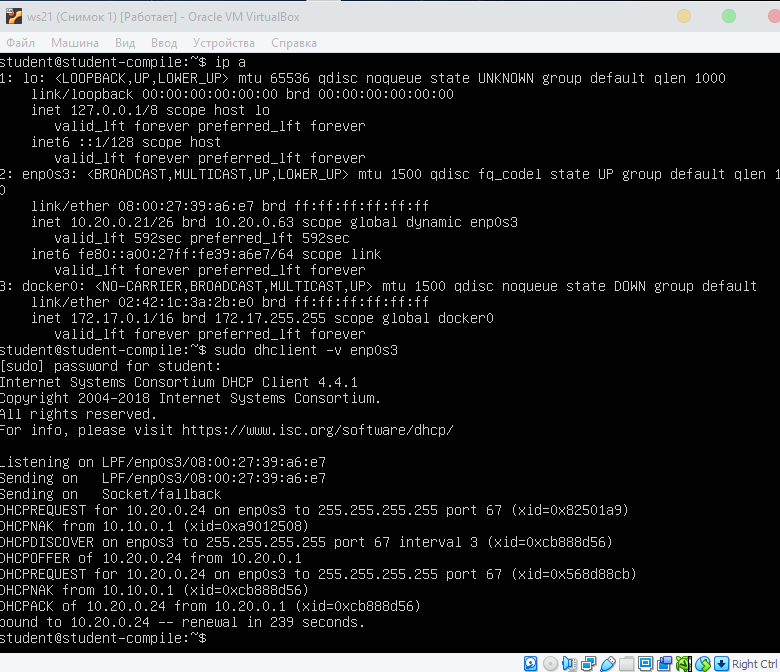 ws21 (Снимок 1) [Работает] - Oracle VM VirtualBox
Файл Машина Вид Ввод Устройства Справка
student@student-compile:~$ ip a
1: lo: <LOOPBACK,UP,LOWER_UP> mtu 65536 qdisc noqueue state UNKNOWN group default qlen 1000
    link/loopback 00:00:00:00:00:00 brd 00:00:00:00:00:00
    inet 127.0.0.1/8 scope host lo
       valid_lft forever preferred_lft forever
    inet6 ::1/128 scope host
       valid_lft forever preferred_lft forever
2: enp0s3: <BROADCAST,MULTICAST,UP,LOWER_UP> mtu 1500 qdisc fq_codel state UP group default qlen 1
0
    link/ether 08:00:27:39:a6:e7 brd ff:ff:ff:ff:ff:ff
    inet 10.20.0.21/26 brd 10.20.0.63 scope global dynamic enp0s3
       valid_lft 592sec preferred_lft 592sec
    inet6 fe80::a00:27ff:fe39:a6e7/64 scope link
       valid_lft forever preferred_lft forever
3: docker0: <NO-CARRIER,BROADCAST,MULTICAST,UP> mtu 1500 qdisc noqueue state DOWN group default
    link/ether 02:42:1c:3a:2b:e0 brd ff:ff:ff:ff:ff:ff
    inet 172.17.0.1/16 brd 172.17.255.255 scope global docker0
       valid_lft forever preferred_lft forever
student@student-compile:~$ sudo dhclient -v enp0s3
[sudo] password for student:
Internet Systems Consortium DHCP Client 4.4.1
Copyright 2004-2018 Internet Systems Consortium.
All rights reserved.
For info, please visit https://www.isc.org/software/dhcp/

Listening on LPF/enp0s3/08:00:27:39:a6:e7
Sending on   LPF/enp0s3/08:00:27:39:a6:e7
Sending on   Socket/fallback
DHCPREQUEST for 10.20.0.24 on enp0s3 to 255.255.255.255 port 67 (xid=0x82501a9)
DHCPNAK from 10.10.0.1 (xid=0xa9012508)
DHCPDISCOVER on enp0s3 to 255.255.255.255 port 67 interval 3 (xid=0xcb888d56)
DHCPOFFER of 10.20.0.24 from 10.20.0.1
DHCPREQUEST for 10.20.0.24 on enp0s3 to 255.255.255.255 port 67 (xid=0x568d88cb)
DHCPNAK from 10.10.0.1 (xid=0xcb888d56)
DHCPACK of 10.20.0.24 from 10.20.0.1 (xid=0xcb888d56)
bound to 10.20.0.24 -- renewal in 239 seconds.
student@student-compile:~$
Right Ctrl